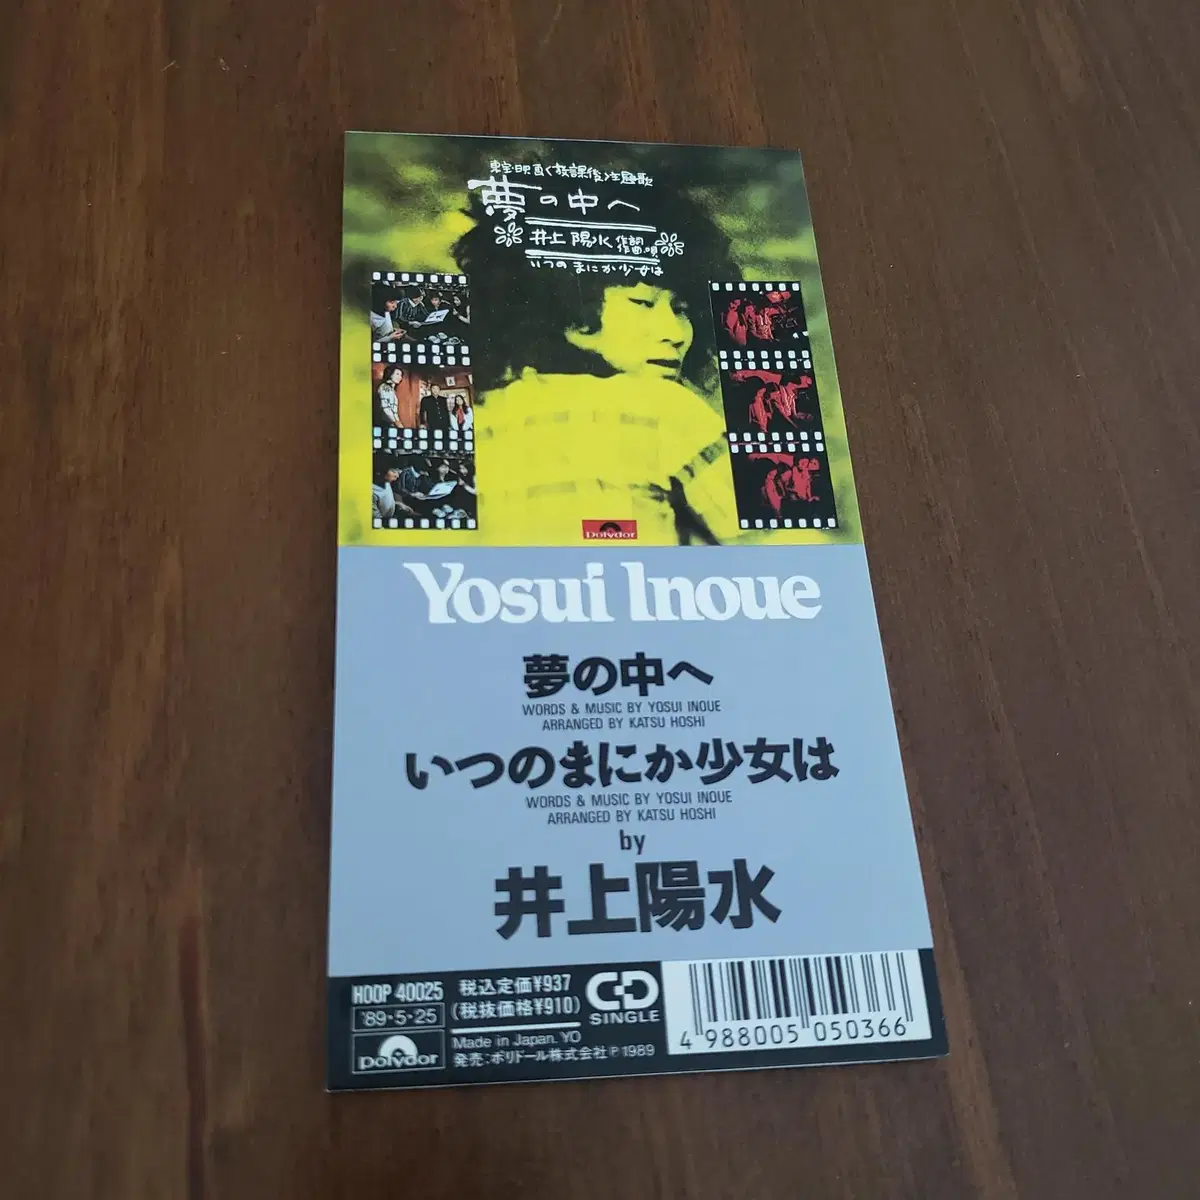 東宝・映画〈放課後〉主題歌
夢の中へ
井上陽水 作詞 作曲 唄
いつのまにか少女は
Polydor
Yosui Inoue
夢の中へ
WORDS & MUSIC BY YOSUI INOUE
ARRANGED BY KATSU HOSHI
いつのまにか少女は
WORDS & MUSIC BY YOSUI INOUE
ARRANGED BY KATSU HOSHI
by
井上陽水
HOOP 40025
'89・5・25
polydor
税込定価¥937
(税抜価格¥910)
Made in Japan. YO
発売:ポリドール株式会社 Ⓟ1989
CD
SINGLE
4 988005 050366